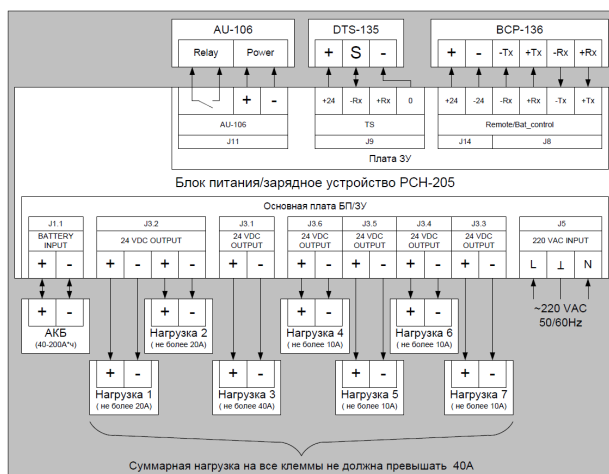 AU-106 DTS-135 BCP-136
Relay Power + S - + - -Tx +Tx -Rx +Rx
+ - +24 -Rx +Rx 0 +24 -24 -Rx +Rx -Tx +Tx
AU-106 TS Remote/Bat_control
J11 J9 J14 J8
Плата ЗУ
Блок питания/зарядное устройство PCH-205
Основная плата БП/ЗУ
J1.1 J3.2 J3.1 J3.6 J3.5 J3.4 J3.3 J5
BATTERY INPUT 24 VDC OUTPUT 24 VDC OUTPUT 24 VDC OUTPUT 24 VDC OUTPUT 24 VDC OUTPUT 24 VDC OUTPUT 220 VAC INPUT
+ - + - + - + - + - + - + - + - L ⊥ N
+ - + - + - + -
АКБ Нагрузка 2 Нагрузка 4 Нагрузка 6
(40-200А*ч) ( не более 20А) ( не более 10А) ( не более 10А)
~220 VAC
50/60Hz
+ - + - + - + -
Нагрузка 1 Нагрузка 3 Нагрузка 5 Нагрузка 7
( не более 20А) ( не более 40А) ( не более 10А) ( не более 10А)
Суммарная нагрузка на все клеммы не должна превышать 40А